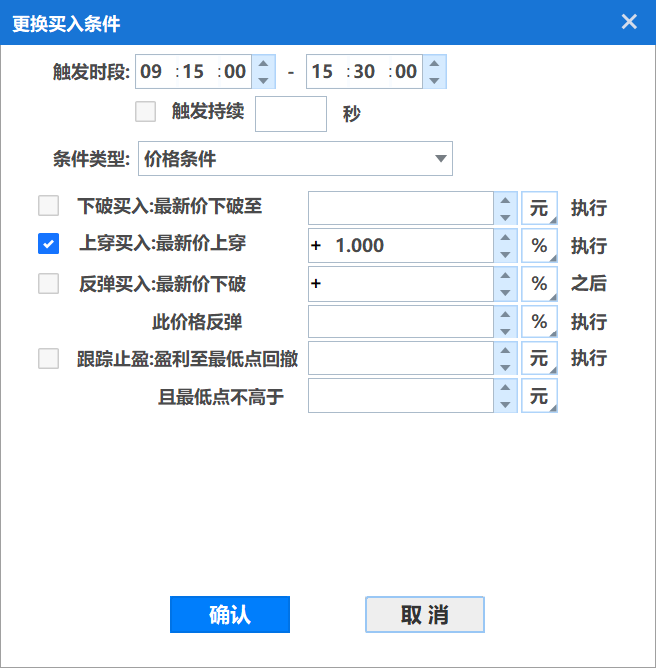 更换买入条件
触发时段: 09 :15 :00 - 15 :30 :00
触发持续 秒
条件类型: 价格条件
下破买入:最新价下破至 元 执行
上穿买入:最新价上穿 + 1.000 % 执行
反弹买入:最新价下破 + % 之后
此价格反弹 % 执行
跟踪止盈:盈利至最低点回撤 元 执行
且最低点不高于 元
确认 取消